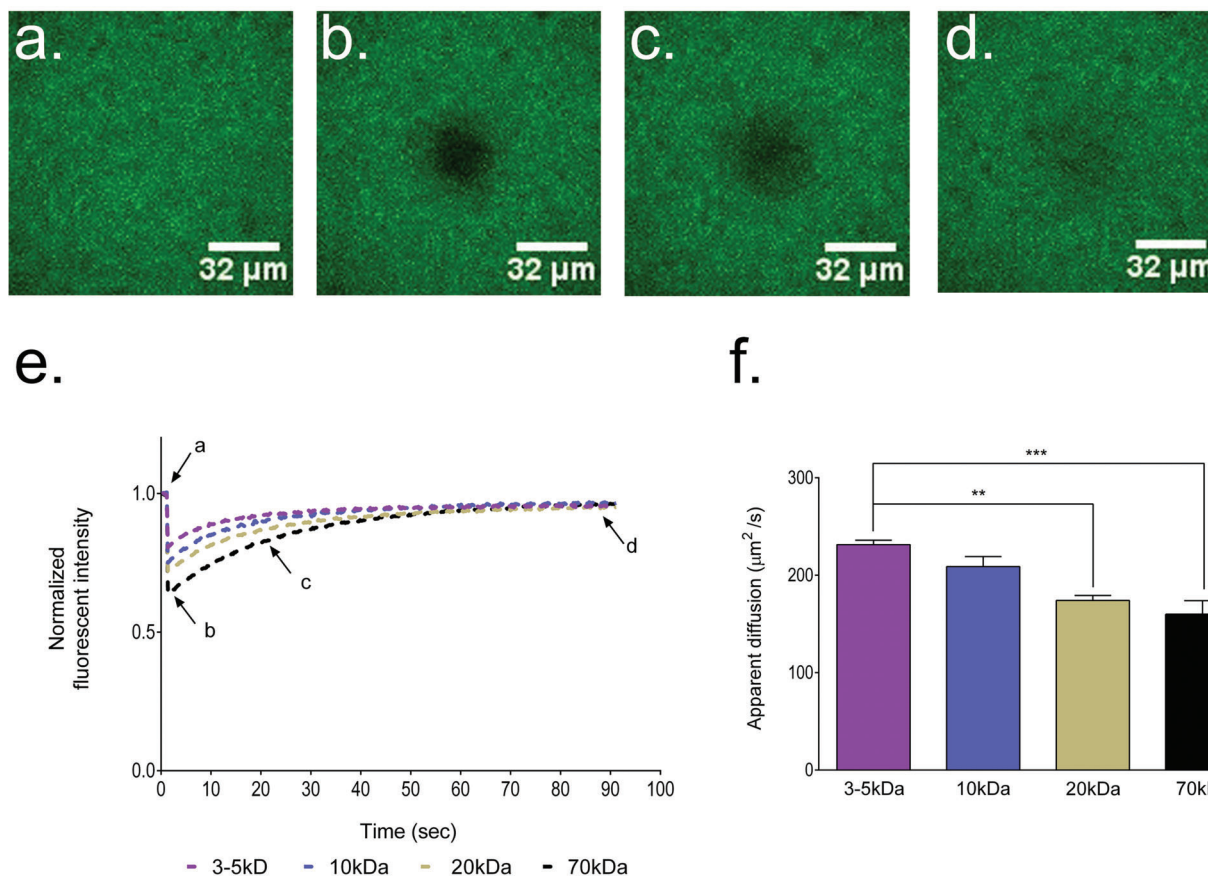 a.
b.
c.
d.
32 µm
32 µm
32 µm
32 µm
e.
f.
Normalized
fluorescent intensity
1.0
0.5
0.0
a
b
c
d
0 10 20 30 40 50 60 70 80 90 100
Time (sec)
3-5kD 10kDa 20kDa 70kDa
Apparent diffusion (µm² /s)
300
200
100
0
***
**
3-5kDa 10kDa 20kDa 70k